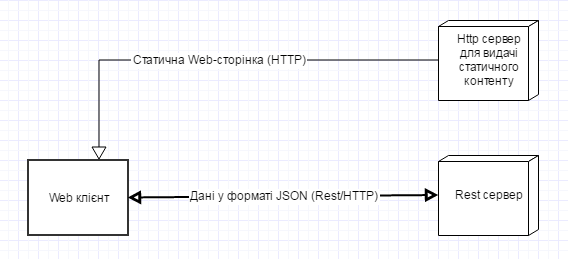 Http сервер
для видачі
статичного
контенту
Статична Web-сторінка (HTTP)
Web клієнт
Дані у форматі JSON (Rest/HTTP)
Rest сервер